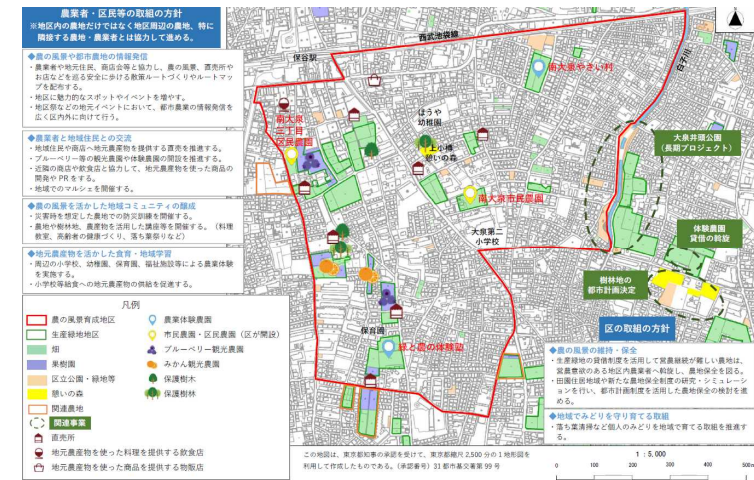 農業者・区民等の取組の方針
※地区内の農地だけではなく地区周辺の農地、特に
隣接する農地・農業者とは協力して進める。
◆農の風景や都市農地の情報発信
・農業者や地元住民、商店会等と協力し、農の風景、直売所や
お店などを巡る安全に歩ける散策ルートづくりやルートマッ
プを配布する。
・地区に魅力的なスポットやイベントを増やす。
・地区祭などの地元イベントにおいて、都市農業の情報発信を
広く区内外に向けて行う。
◆農業者と地域住民との交流
・地域住民や商店へ地元農産物を提供する直売を推進する。
・ブルーベリー等の観光農園や体験農園の開設を推進する。
・近隣の商店や飲食店と協力して、地元農産物を使った商品の
開発やPRをする。
・地域でのマルシェを開催する。
◆農の風景を活かした地域コミュニティの醸成
・災害時を想定した農地での防災訓練を開催する。
・農地や樹林地、農産物を活用した講座等を開催する。（料理
教室、高齢者の健康づくり、落ち葉祭りなど）
◆地元農産物を活かした食育・地域学習
・周辺の小学校、幼稚園、保育園、福祉施設等による農業体験
を実施する。
・小学校等給食への地元農産物の供給を促進する。
凡例
農の風景育成地区
生産緑地地区
畑
果樹園
区立公園・緑地等
憩いの森
関連農地
関連事業
直売所
地元農産物を使った料理を提供する飲食店
地元農産物を使った商品を提供する物販店
農業体験農園
市民農園・区民農園（区が開設）
ブルーベリー観光農園
みかん観光農園
保護樹木
保護樹林
西武池袋線
保谷駅
白子川
南大泉やさい村
南大泉
三丁目
区民農園
ほうや
幼稚園
上小樽
憩いの森
南大泉市民農園
大泉第二
小学校
保育園
緑と農の体験塾
大泉井頭公園
（長期プロジェクト）
体験農園
貸借の斡旋
樹林地の
都市計画決定
区の取組の方針
◆農の風景の維持・保全
・生産緑地の貸借制度を活用して営農継続が難しい農地は、
営農意欲のある地区内農業者へ斡旋し、農地保全を図る。
・田園住居地域や新たな農地保全制度の研究・シミュレーショ
ンを行い、都市計画制度を活用した農地保全の検討を進
める。
◆地域でみどりを守り育てる取組
・落ち葉清掃など個人のみどりを地域で育てる取組を推進す
る。
この地図は、東京都知事の承認を受けて、東京都縮尺2,500分の1地形図を
利用して作成したものである。（承認番号）31都市基交著第99号
1：5,000
0 100 200 300 400 500m